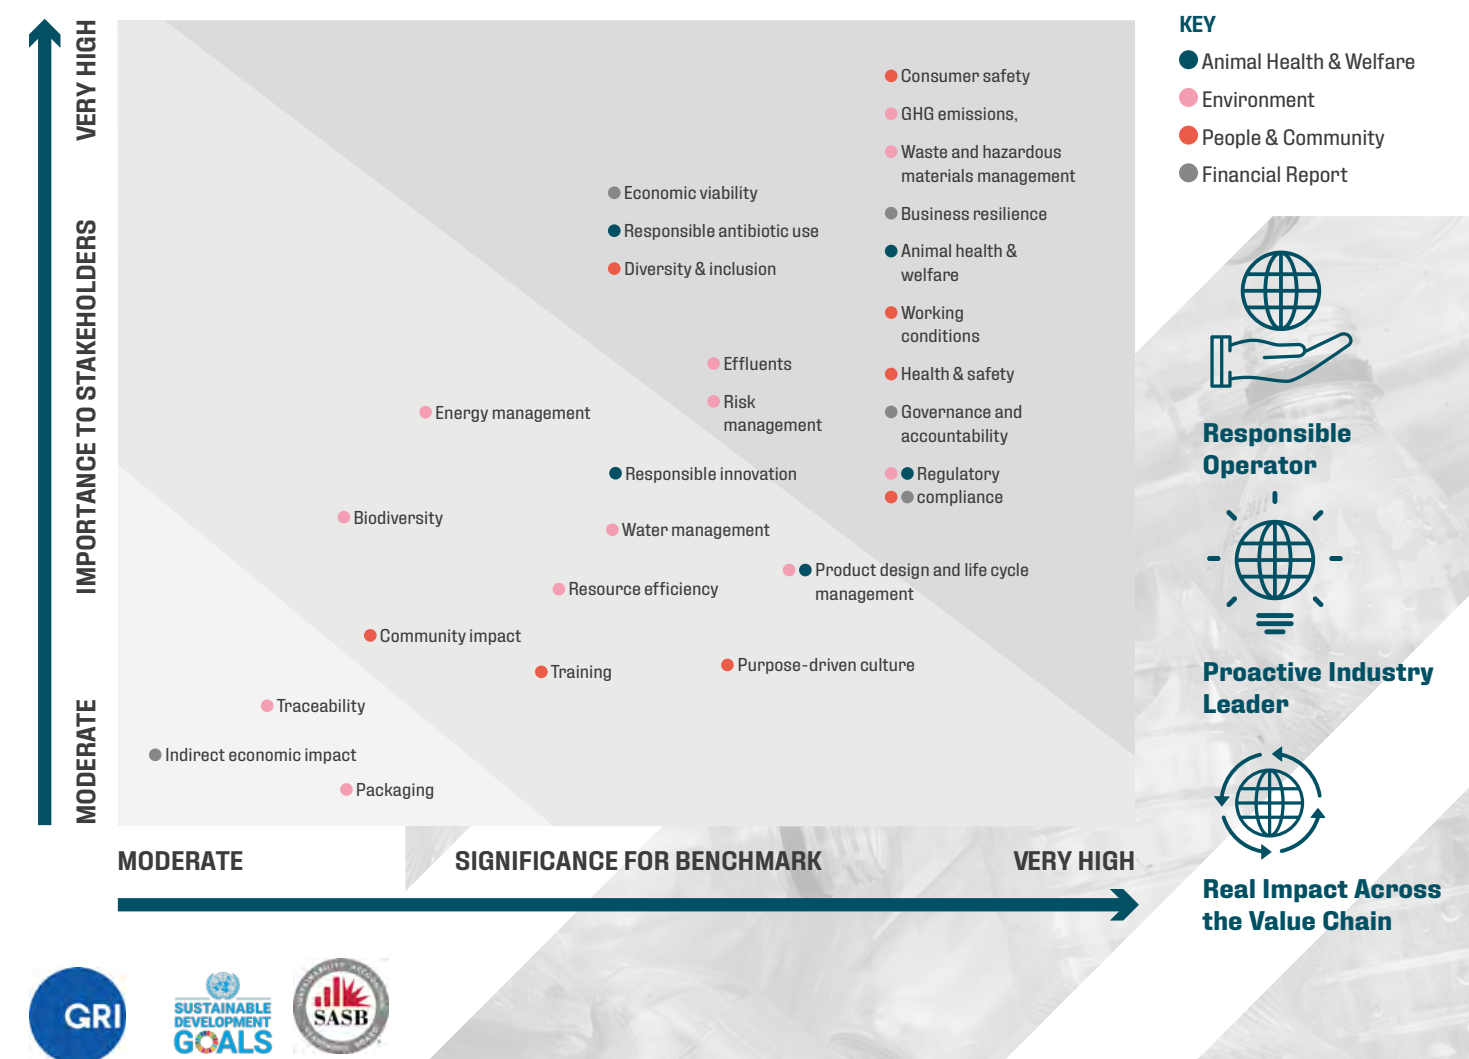 VERY HIGH
IMPORTANCE TO STAKEHOLDERS
MODERATE
Consumer safety
GHG emissions,
Waste and hazardous
materials management
Economic viability
Business resilience
Responsible antibiotic use
Animal health &
welfare
Diversity & inclusion
Working
conditions
Effluents
Health & safety
Risk
management
Energy management
Governance and
accountability
Responsible innovation
Regulatory
compliance
Biodiversity
Water management
Product design and life cycle
management
Resource efficiency
Community impact
Training
Purpose-driven culture
Traceability
Indirect economic impact
Packaging
MODERATE
SIGNIFICANCE FOR BENCHMARK
VERY HIGH
KEY
Animal Health & Welfare
Environment
People & Community
Financial Report
Responsible
Operator
Proactive Industry
Leader
Real Impact Across
the Value Chain
GRI
SUSTAINABLE
DEVELOPMENT
GOALS
SASB